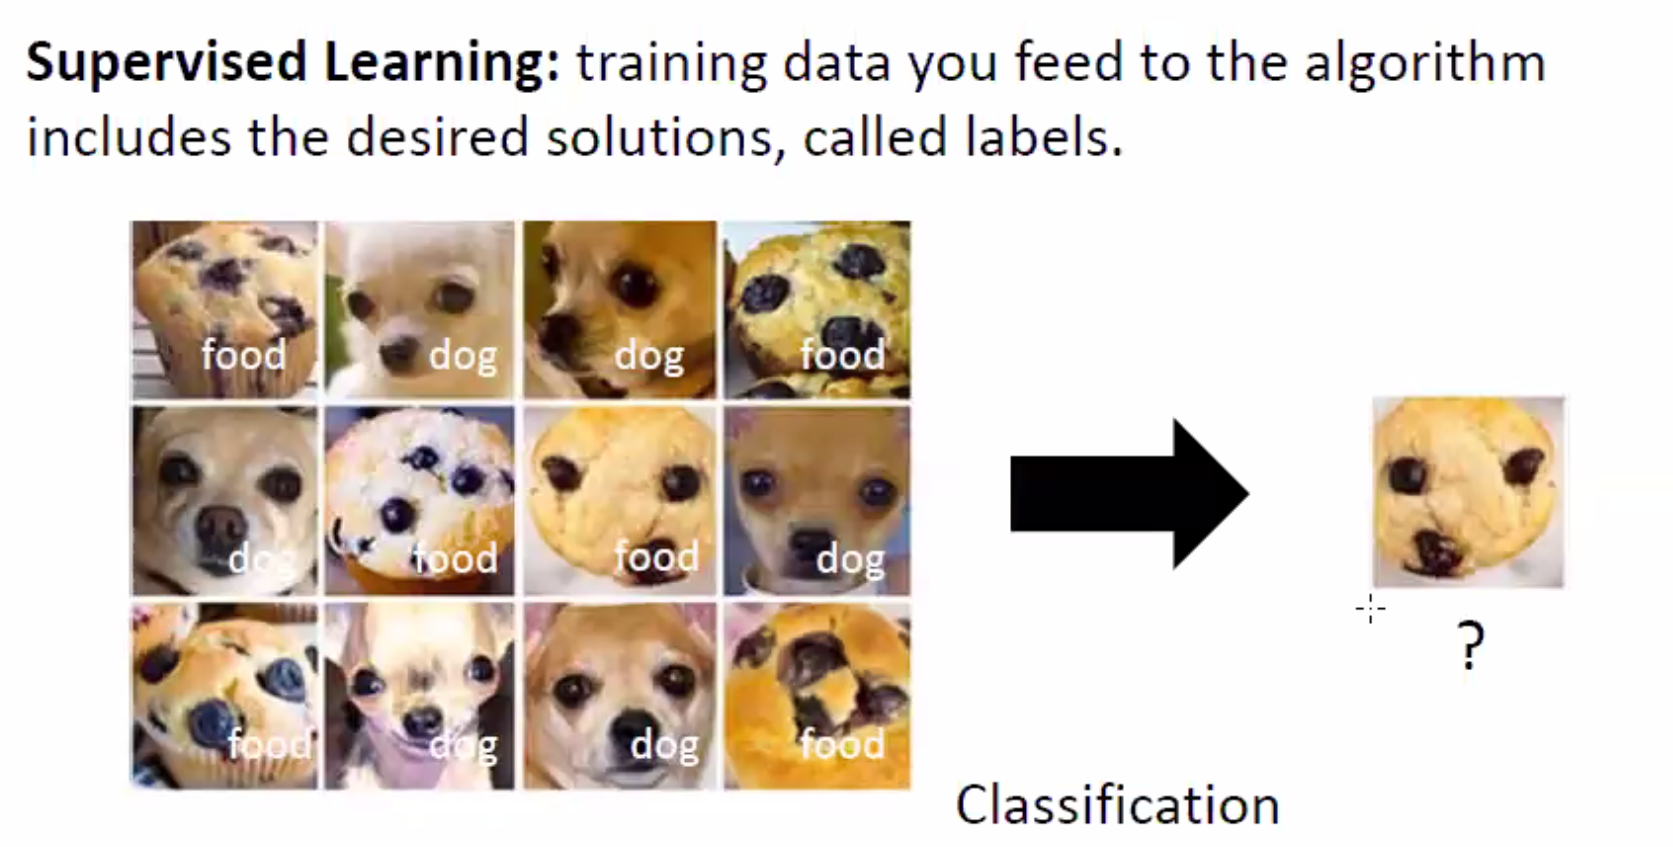 Supervised Learning: training data you feed to the algorithm
includes the desired solutions, called labels.
food dog dog food
dog food food dog
food dog dog food
?
Classification